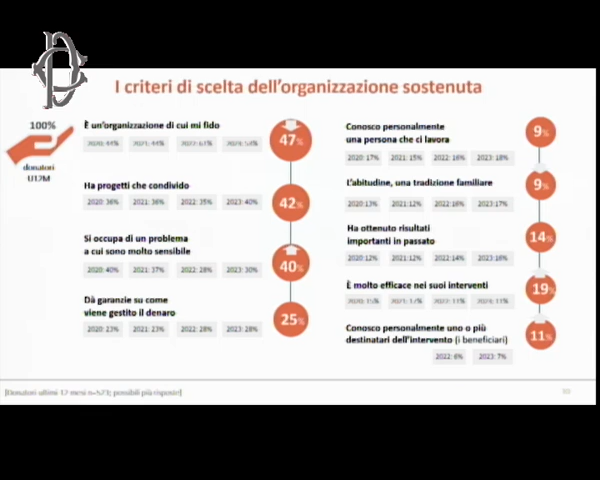 I criteri di scelta dell'organizzazione sostenuta
100%
donatori
U12M
È un'organizzazione di cui mi fido
47%
Ha progetti che condivido
2020: 36% 2021: 36% 2022: 35% 2023: 40%
42%
Si occupa di un problema
a cui sono molto sensibile
2020: 40% 2021: 37% 2022: 28% 2023: 30%
40%
Dà garanzie su come
viene gestito il denaro
2020: 23% 2021: 23% 2022: 28% 2023: 28%
25%
Conosco personalmente
una persona che ci lavora
2020: 17% 2021: 15% 2022: 16% 2023: 18%
9%
L'abitudine, una tradizione familiare
2020:13% 2021:12% 2022:16% 2023:17%
9%
Ha ottenuto risultati
importanti in passato
2020:12% 2021:12% 2022:14% 2023:16%
14%
È molto efficace nei suoi interventi
19%
Conosco personalmente uno o più
destinatari dell'intervento (i beneficiari)
2022: 6% 2023: 7%
11%
[Donatori ultimi 12 mesi n=573; possibili più risposte]